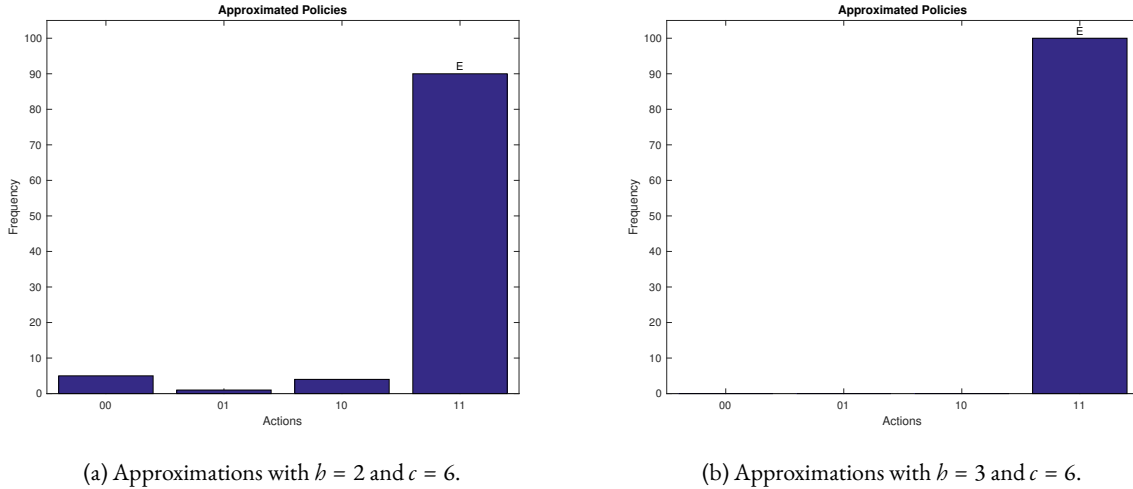 Approximated Policies
100
90
80
70
60
50
40
30
20
10
0
Frequency
E
00 01 10 11
Actions
(a) Approximations with h = 2 and c = 6.
Approximated Policies
100
90
80
70
60
50
40
30
20
10
0
Frequency
E
00 01 10 11
Actions
(b) Approximations with h = 3 and c = 6.